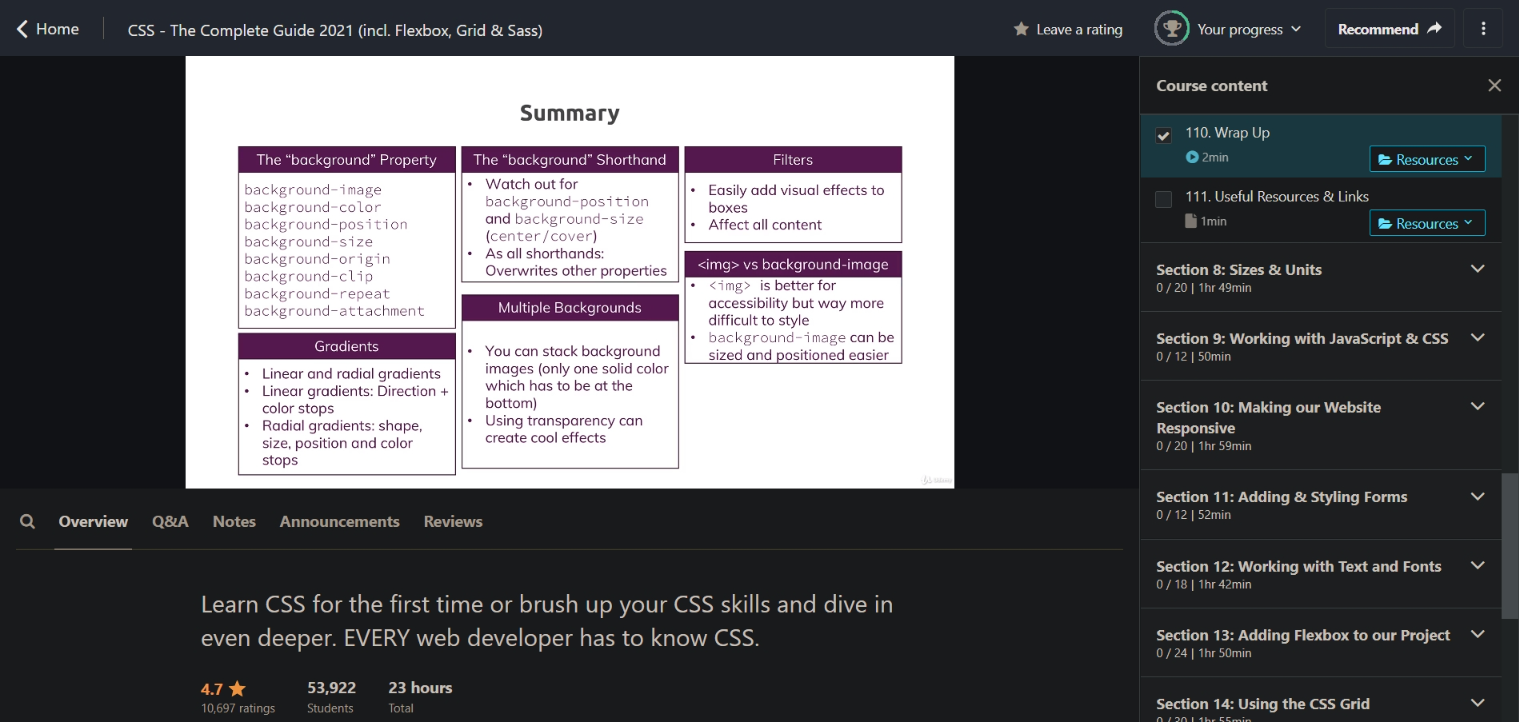 Home
CSS - The Complete Guide 2021 (incl. Flexbox, Grid & Sass)
Leave a rating
Your progress
Recommend
Summary
The “background” Property
background-image
background-color
background-position
background-size
background-origin
background-clip
background-repeat
background-attachment
Gradients
• Linear and radial gradients
• Linear gradients: Direction +
color stops
• Radial gradients: shape,
size, position and color
stops
The “background” Shorthand
• Watch out for
background-position
and background-size
(center/cover)
• As all shorthands:
Overwrites other properties
Multiple Backgrounds
• You can stack background
images (only one solid color
which has to be at the
bottom)
• Using transparency can
create cool effects
Filters
• Easily add visual effects to
boxes
• Affect all content
<img> vs background-image
• <img> is better for
accessibility but way more
difficult to style
• background-image can be
sized and positioned easier
Overview
Q&A
Notes
Announcements
Reviews
Learn CSS for the first time or brush up your CSS skills and dive in
even deeper. EVERY web developer has to know CSS.
4.7
10,697 ratings
53,922
Students
23 hours
Total
Course content
110. Wrap Up
2min
Resources
111. Useful Resources & Links
1min
Resources
Section 8: Sizes & Units
0 / 20 | 1hr 49min
Section 9: Working with JavaScript & CSS
0 / 12 | 50min
Section 10: Making our Website
Responsive
0 / 20 | 1hr 59min
Section 11: Adding & Styling Forms
0 / 12 | 52min
Section 12: Working with Text and Fonts
0 / 18 | 1hr 42min
Section 13: Adding Flexbox to our Project
0 / 24 | 1hr 50min
Section 14: Using the CSS Grid
0 / 30 | 1hr 55min